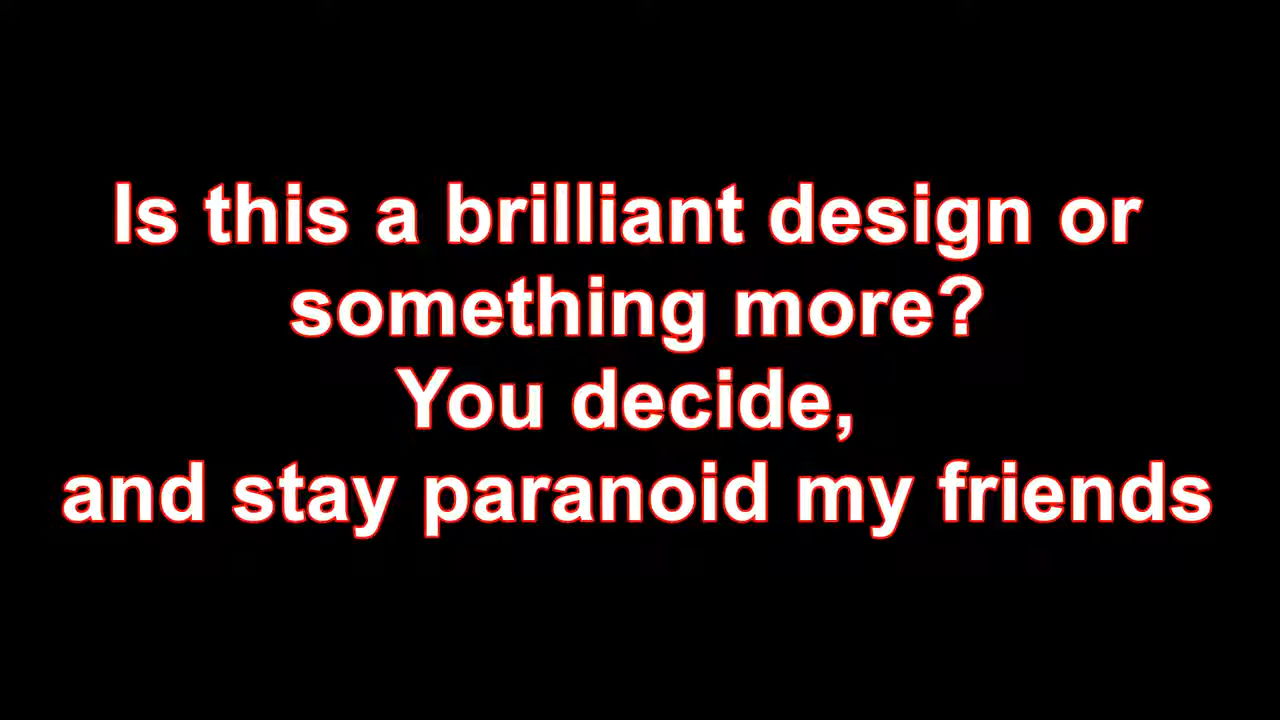 Is this a brilliant design or
something more?
You decide,
and stay paranoid my friends